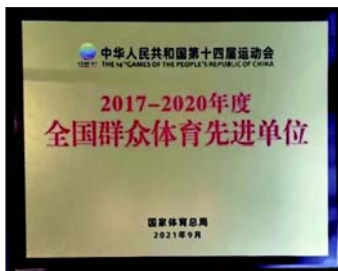 中华人民共和国第十四届运动会
THE 14TH GAMES OF THE PEOPLE'S REPUBLIC OF CHINA
2017-2020年度
全国群众体育先进单位
国家体育总局
2021年9月